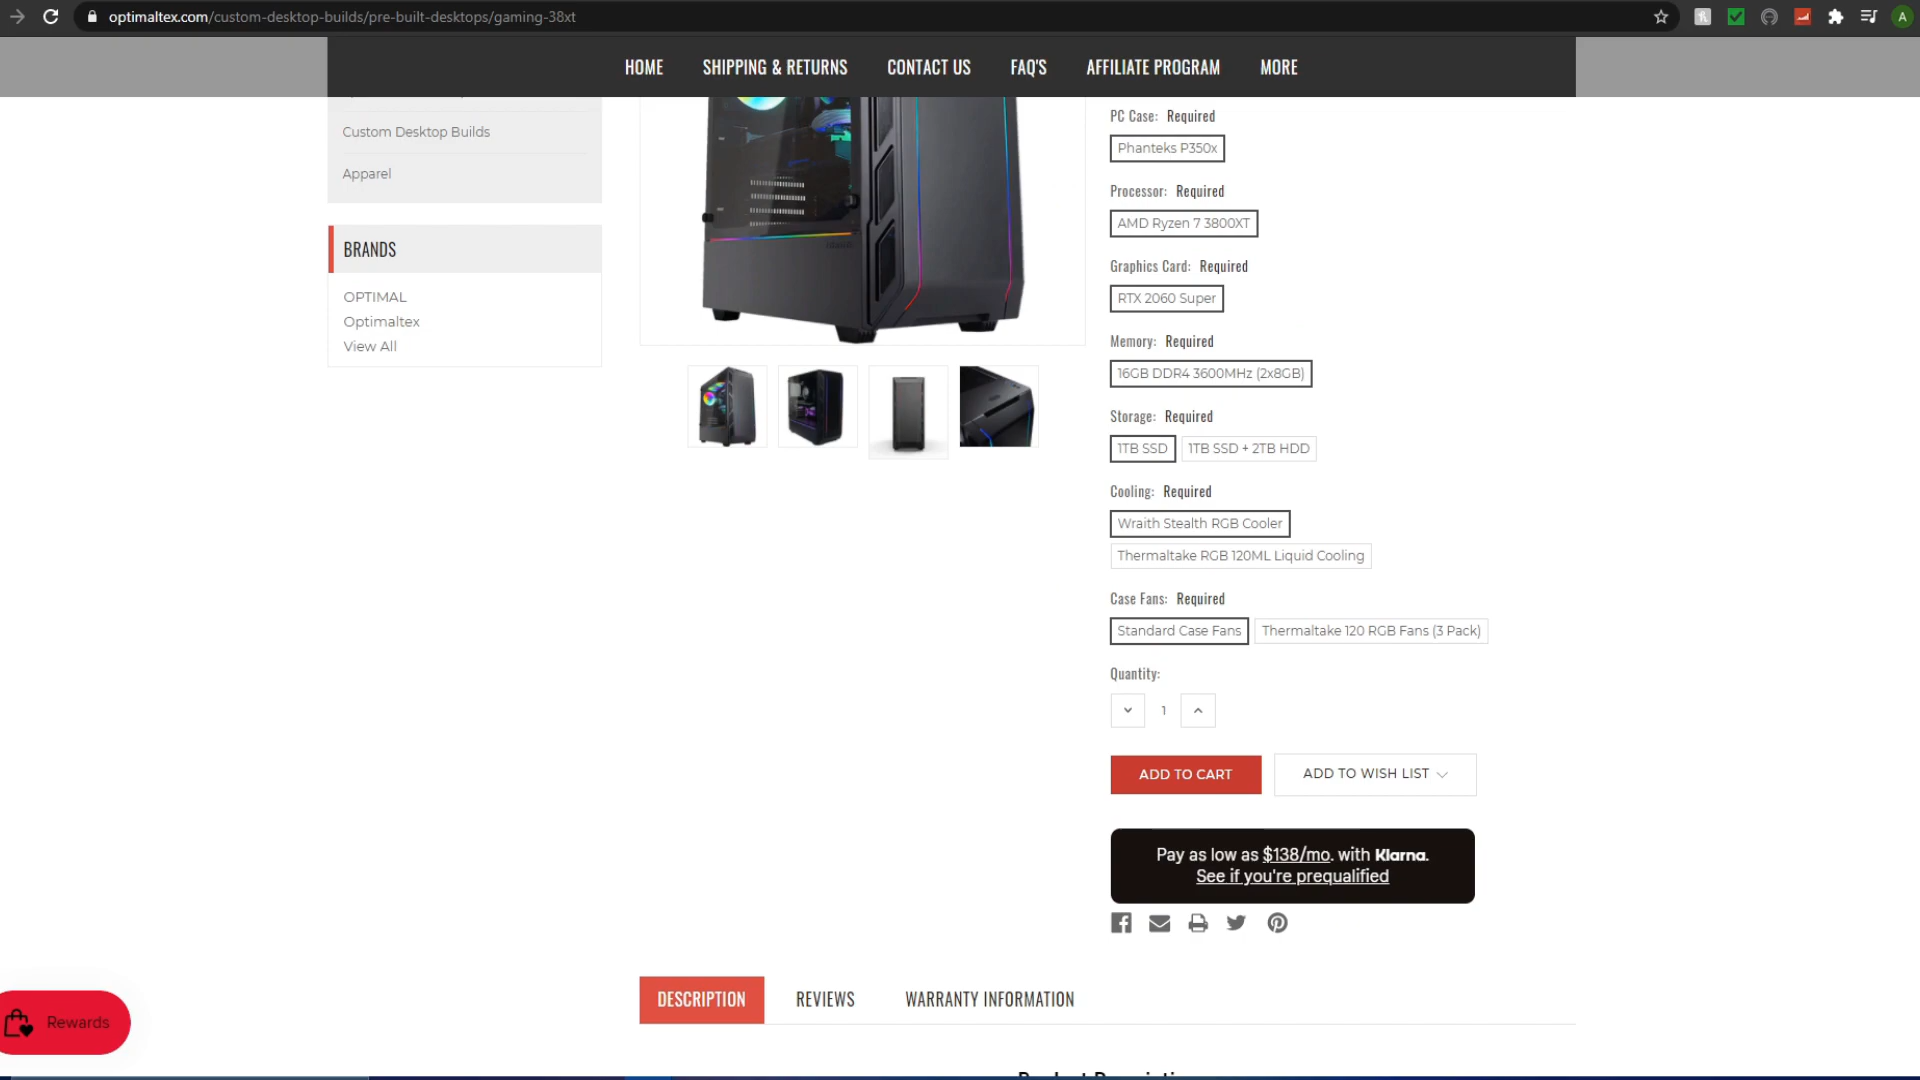 optimaltex.com/custom-desktop-builds/pre-built-desktops/gaming-38xt
A
HOME SHIPPING & RETURNS CONTACT US FAQ'S AFFILIATE PROGRAM MORE
Custom Desktop Builds
Apparel
BRANDS
OPTIMAL
Optimaltex
View All
PC Case: Required
Phanteks P350x
Processor: Required
AMD Ryzen 7 3800XT
Graphics Card: Required
RTX 2060 Super
Memory: Required
16GB DDR4 3600MHz (2x8GB)
Storage: Required
1TB SSD 1TB SSD + 2TB HDD
Cooling: Required
Wraith Stealth RGB Cooler
Thermaltake RGB 120ML Liquid Cooling
Case Fans: Required
Standard Case Fans Thermaltake 120 RGB Fans (3 Pack)
Quantity:
1
ADD TO CART ADD TO WISH LIST
Pay as low as $138/mo. with Klarna.
See if you're prequalified
DESCRIPTION REVIEWS WARRANTY INFORMATION
Rewards